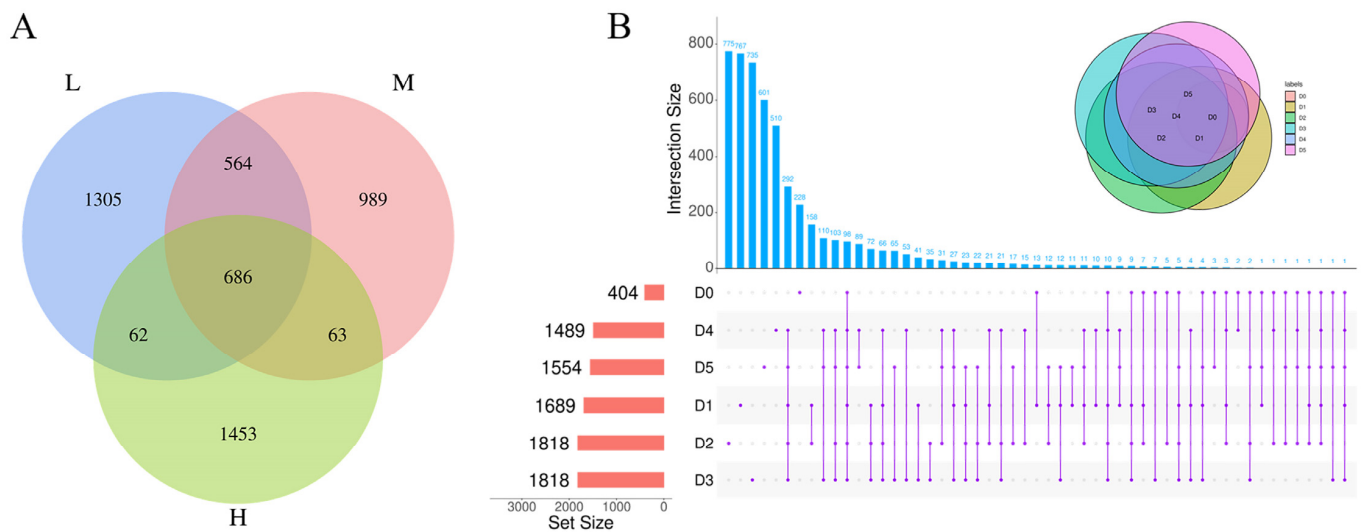 A
L
M
564
1305
989
686
62
63
1453
H
B
Intersection Size
800
600
400
200
0
775 767 735 601 510 292 228 158 110 103 98 89 72 66 65 53 41 35 31 27 23 22 21 21 17 15 13 12 12 11 11 10 10 9 9 7 7 5 5 4 4 3 3 2 2 1 1 1 1 1 1 1 1
D5
D3
D4
D0
D2
D1
labels
D0
D1
D2
D3
D4
D5
404 D0
1489 D4
1554 D5
1689 D1
1818 D2
1818 D3
3000 2000 1000 0
Set Size